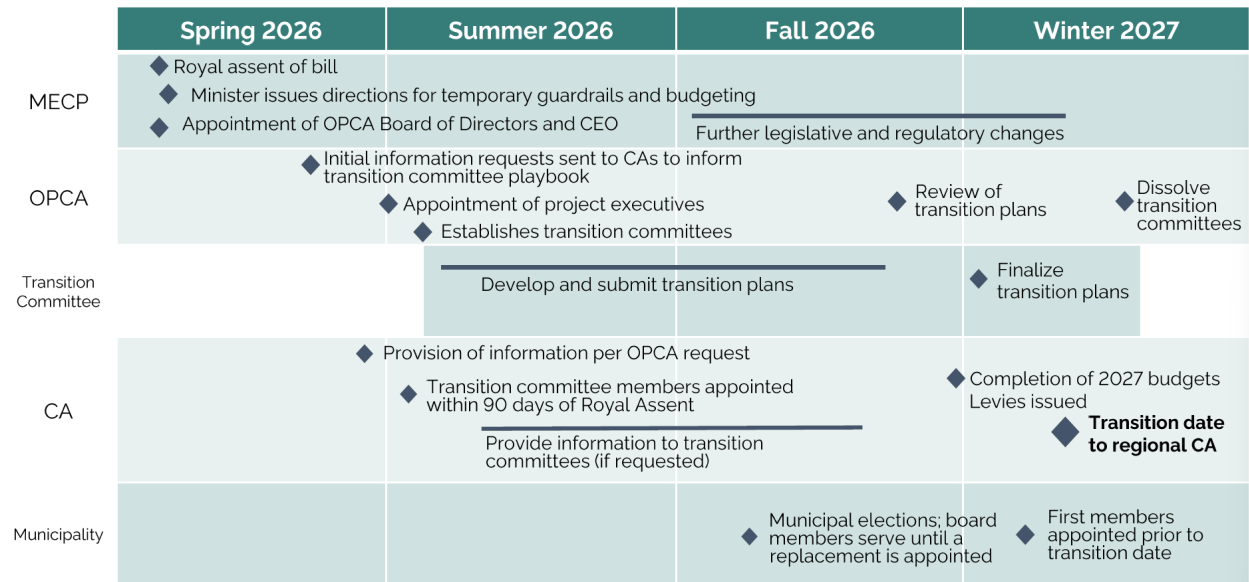 Spring 2026
Summer 2026
Fall 2026
Winter 2027
MECP
Royal assent of bill
Minister issues directions for temporary guardrails and budgeting
Appointment of OPCA Board of Directors and CEO
Further legislative and regulatory changes
OPCA
Initial information requests sent to CAs to inform
transition committee playbook
Appointment of project executives
Establishes transition committees
Review of
transition plans
Dissolve
transition
committees
Transition
Committee
Develop and submit transition plans
Finalize
transition plans
CA
Provision of information per OPCA request
Transition committee members appointed
within 90 days of Royal Assent
Provide information to transition
committees (if requested)
Completion of 2027 budgets
Levies issued
Transition date
to regional CA
Municipality
Municipal elections; board
members serve until a
replacement is appointed
First members
appointed prior to
transition date